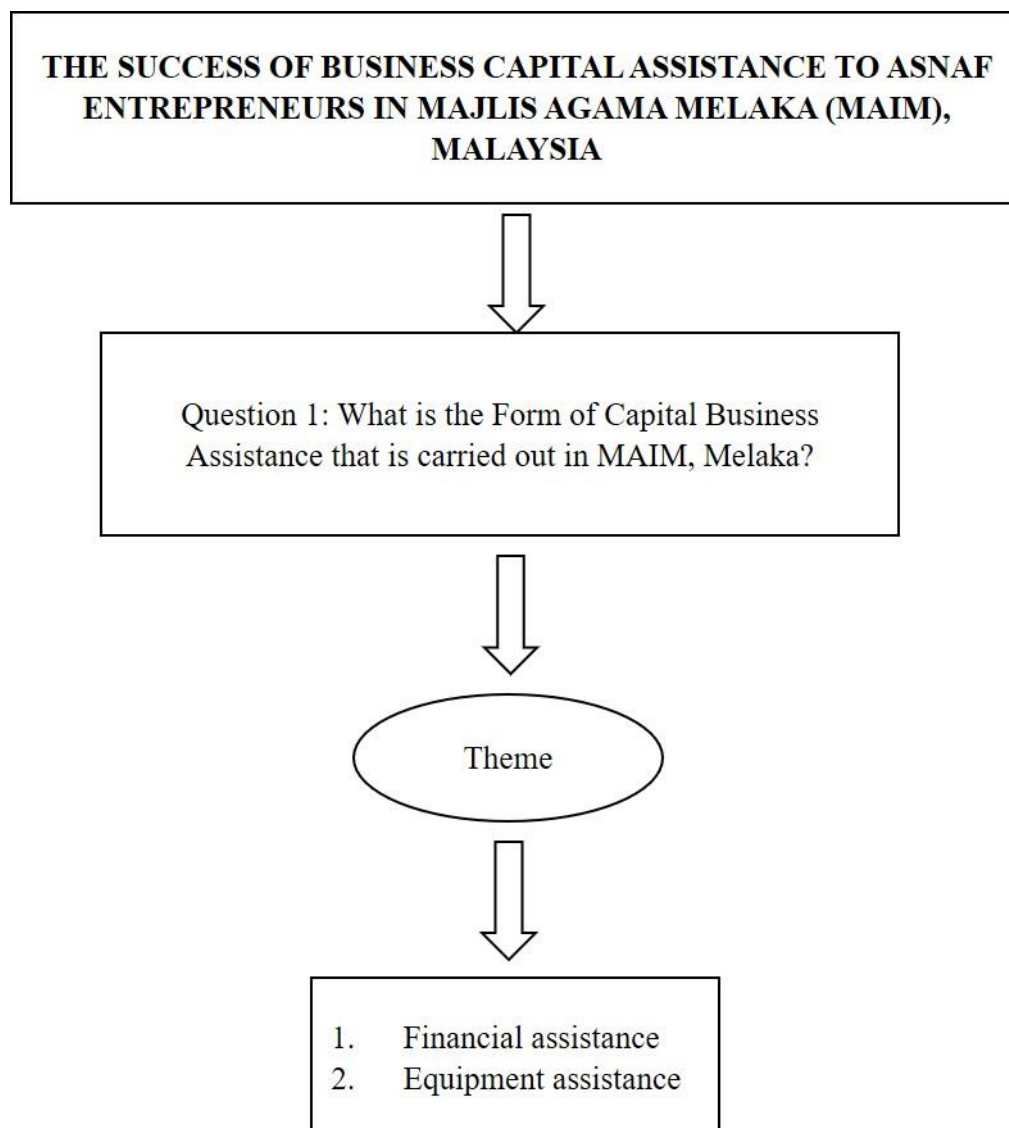 THE SUCCESS OF BUSINESS CAPITAL ASSISTANCE TO ASNAF
ENTREPRENEURS IN MAJLIS AGAMA MELAKA (MAIM),
MALAYSIA
Question 1: What is the Form of Capital Business
Assistance that is carried out in MAIM, Melaka?
Theme
1. Financial assistance
2. Equipment assistance